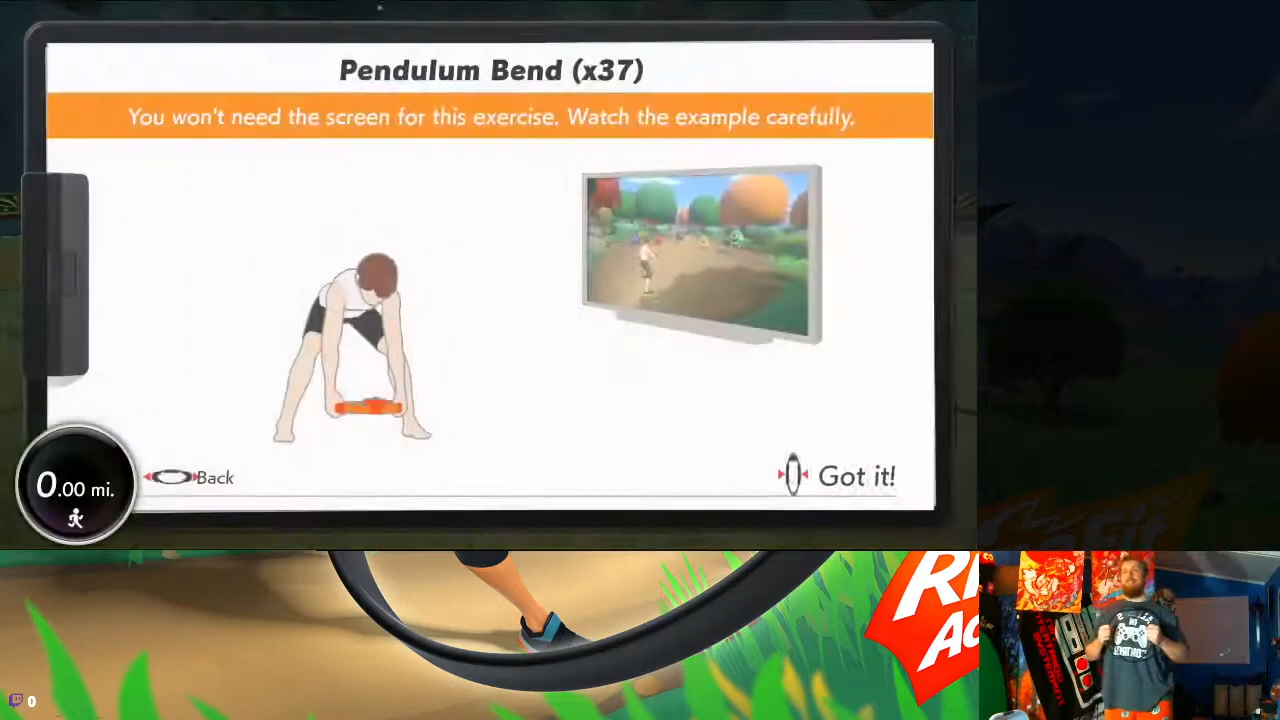 Pendulum Bend (x37)
You won't need the screen for this exercise. Watch the example carefully.
0.00 mi.
Back
Got it!
0